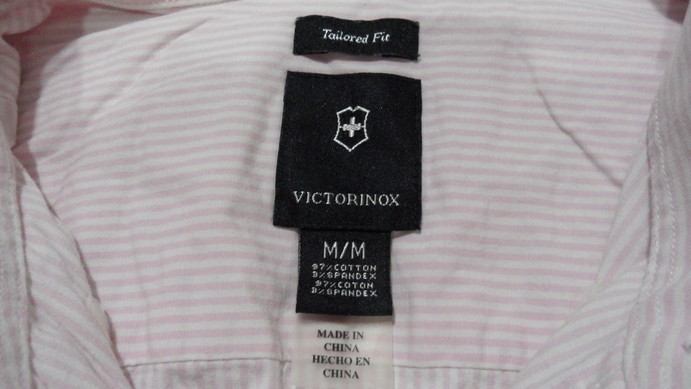 Tailored Fit
VICTORINOX
M/M
97%COTTON
3%SPANDEX
97%COTON
3%SPANDEX
MADE IN
CHINA
HECHO EN
CHINA